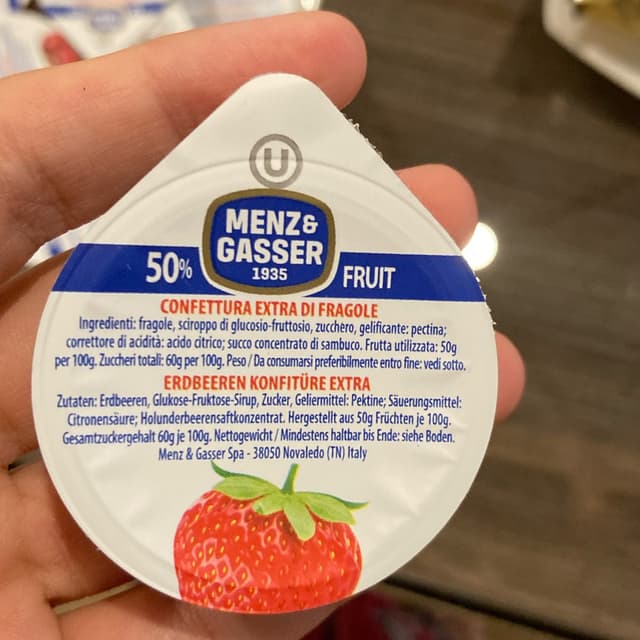 U
MENZ&
GASSER
1935
50% FRUIT
CONFETTURA EXTRA DI FRAGOLE
Ingredienti: fragole, sciroppo di glucosio-fruttosio, zucchero, gelificante: pectina;
correttore di acidità: acido citrico; succo concentrato di sambuco. Frutta utilizzata: 50g
per 100g. Zuccheri totali: 60g per 100g. Peso / Da consumarsi preferibilmente entro fine: vedi sotto.
ERDBEEREN KONFITÜRE EXTRA
Zutaten: Erdbeeren, Glukose-Fruktose-Sirup, Zucker, Geliermittel: Pektine; Säuerungsmittel:
Citronensäure; Holunderbeersaftkonzentrat. Hergestellt aus 50g Früchten je 100g.
Gesamtzuckergehalt 60g je 100g. Nettogewicht / Mindestens haltbar bis Ende: siehe Boden.
Menz & Gasser Spa - 38050 Novaledo (TN) Italy